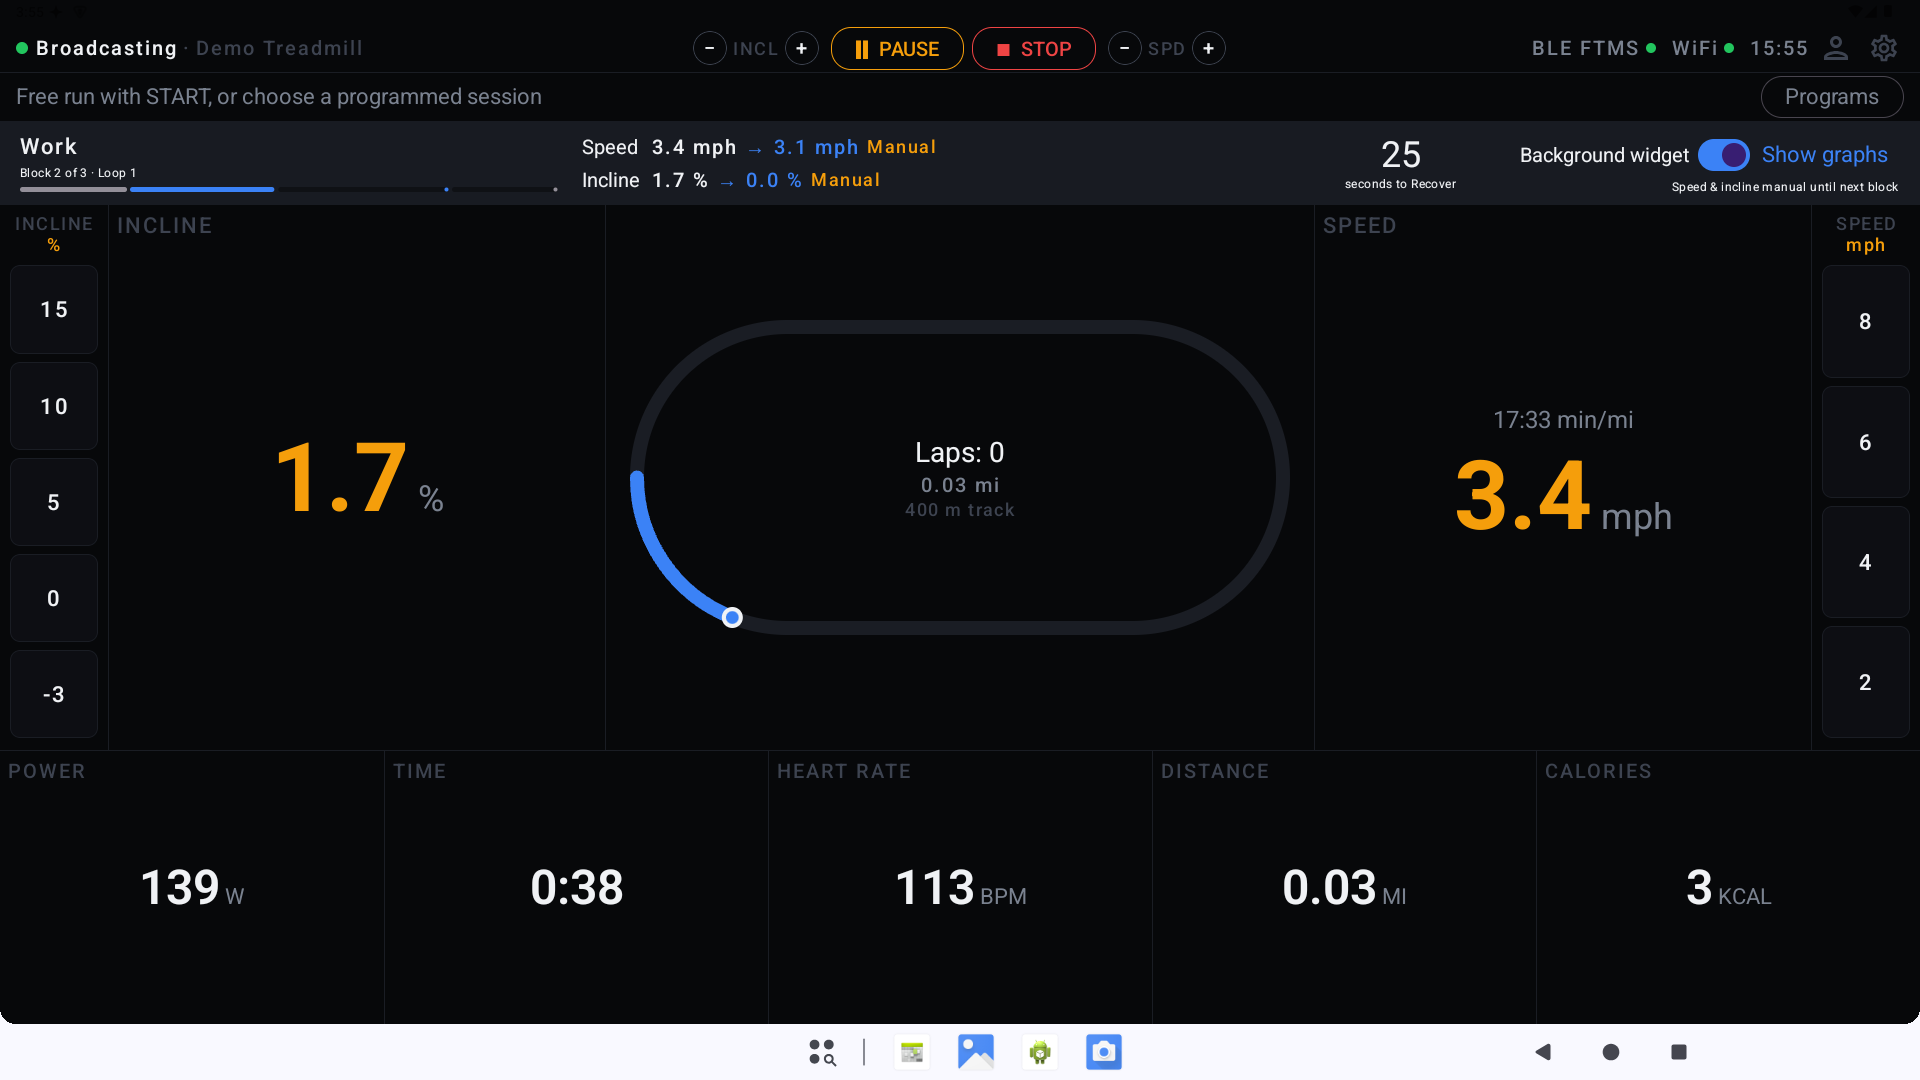 Broadcasting · Demo Treadmill
− INCL +
PAUSE
STOP
− SPD +
BLE FTMS
WiFi
15:55
Free run with START, or choose a programmed session
Programs
Work
Block 2 of 3 · Loop 1
Speed 3.4 mph → 3.1 mph Manual
Incline 1.7 % → 0.0 % Manual
25
seconds to Recover
Background widget
Show graphs
Speed & incline manual until next block
INCLINE
%
15
10
5
0
-3
INCLINE
1.7 %
Laps: 0
0.03 mi
400 m track
SPEED
17:33 min/mi
3.4 mph
SPEED
mph
8
6
4
2
POWER
139 W
TIME
0:38
HEART RATE
113 BPM
DISTANCE
0.03 MI
CALORIES
3 KCAL